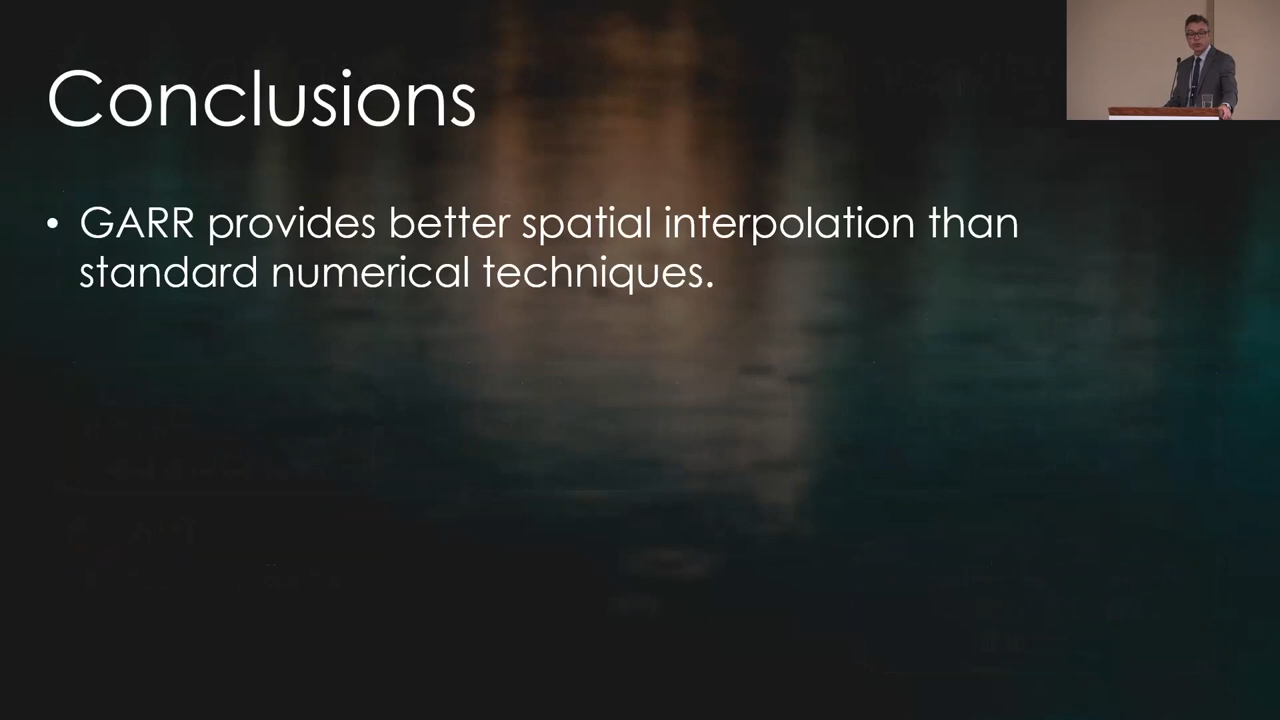 Conclusions
• GARR provides better spatial interpolation than
standard numerical techniques.